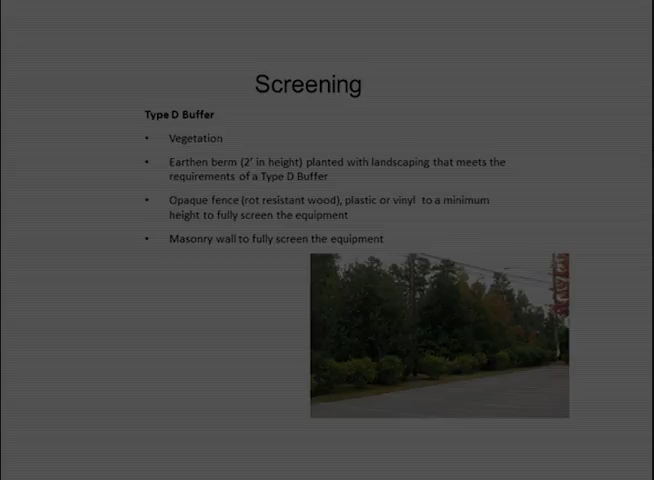 Screening
Type D Buffer
• Vegetation
• Earthen berm (2' in height) planted with landscaping that meets the
requirements of a Type D Buffer
• Opaque fence (rot resistant wood), plastic or vinyl to a minimum
height to fully screen the equipment
• Masonry wall to fully screen the equipment